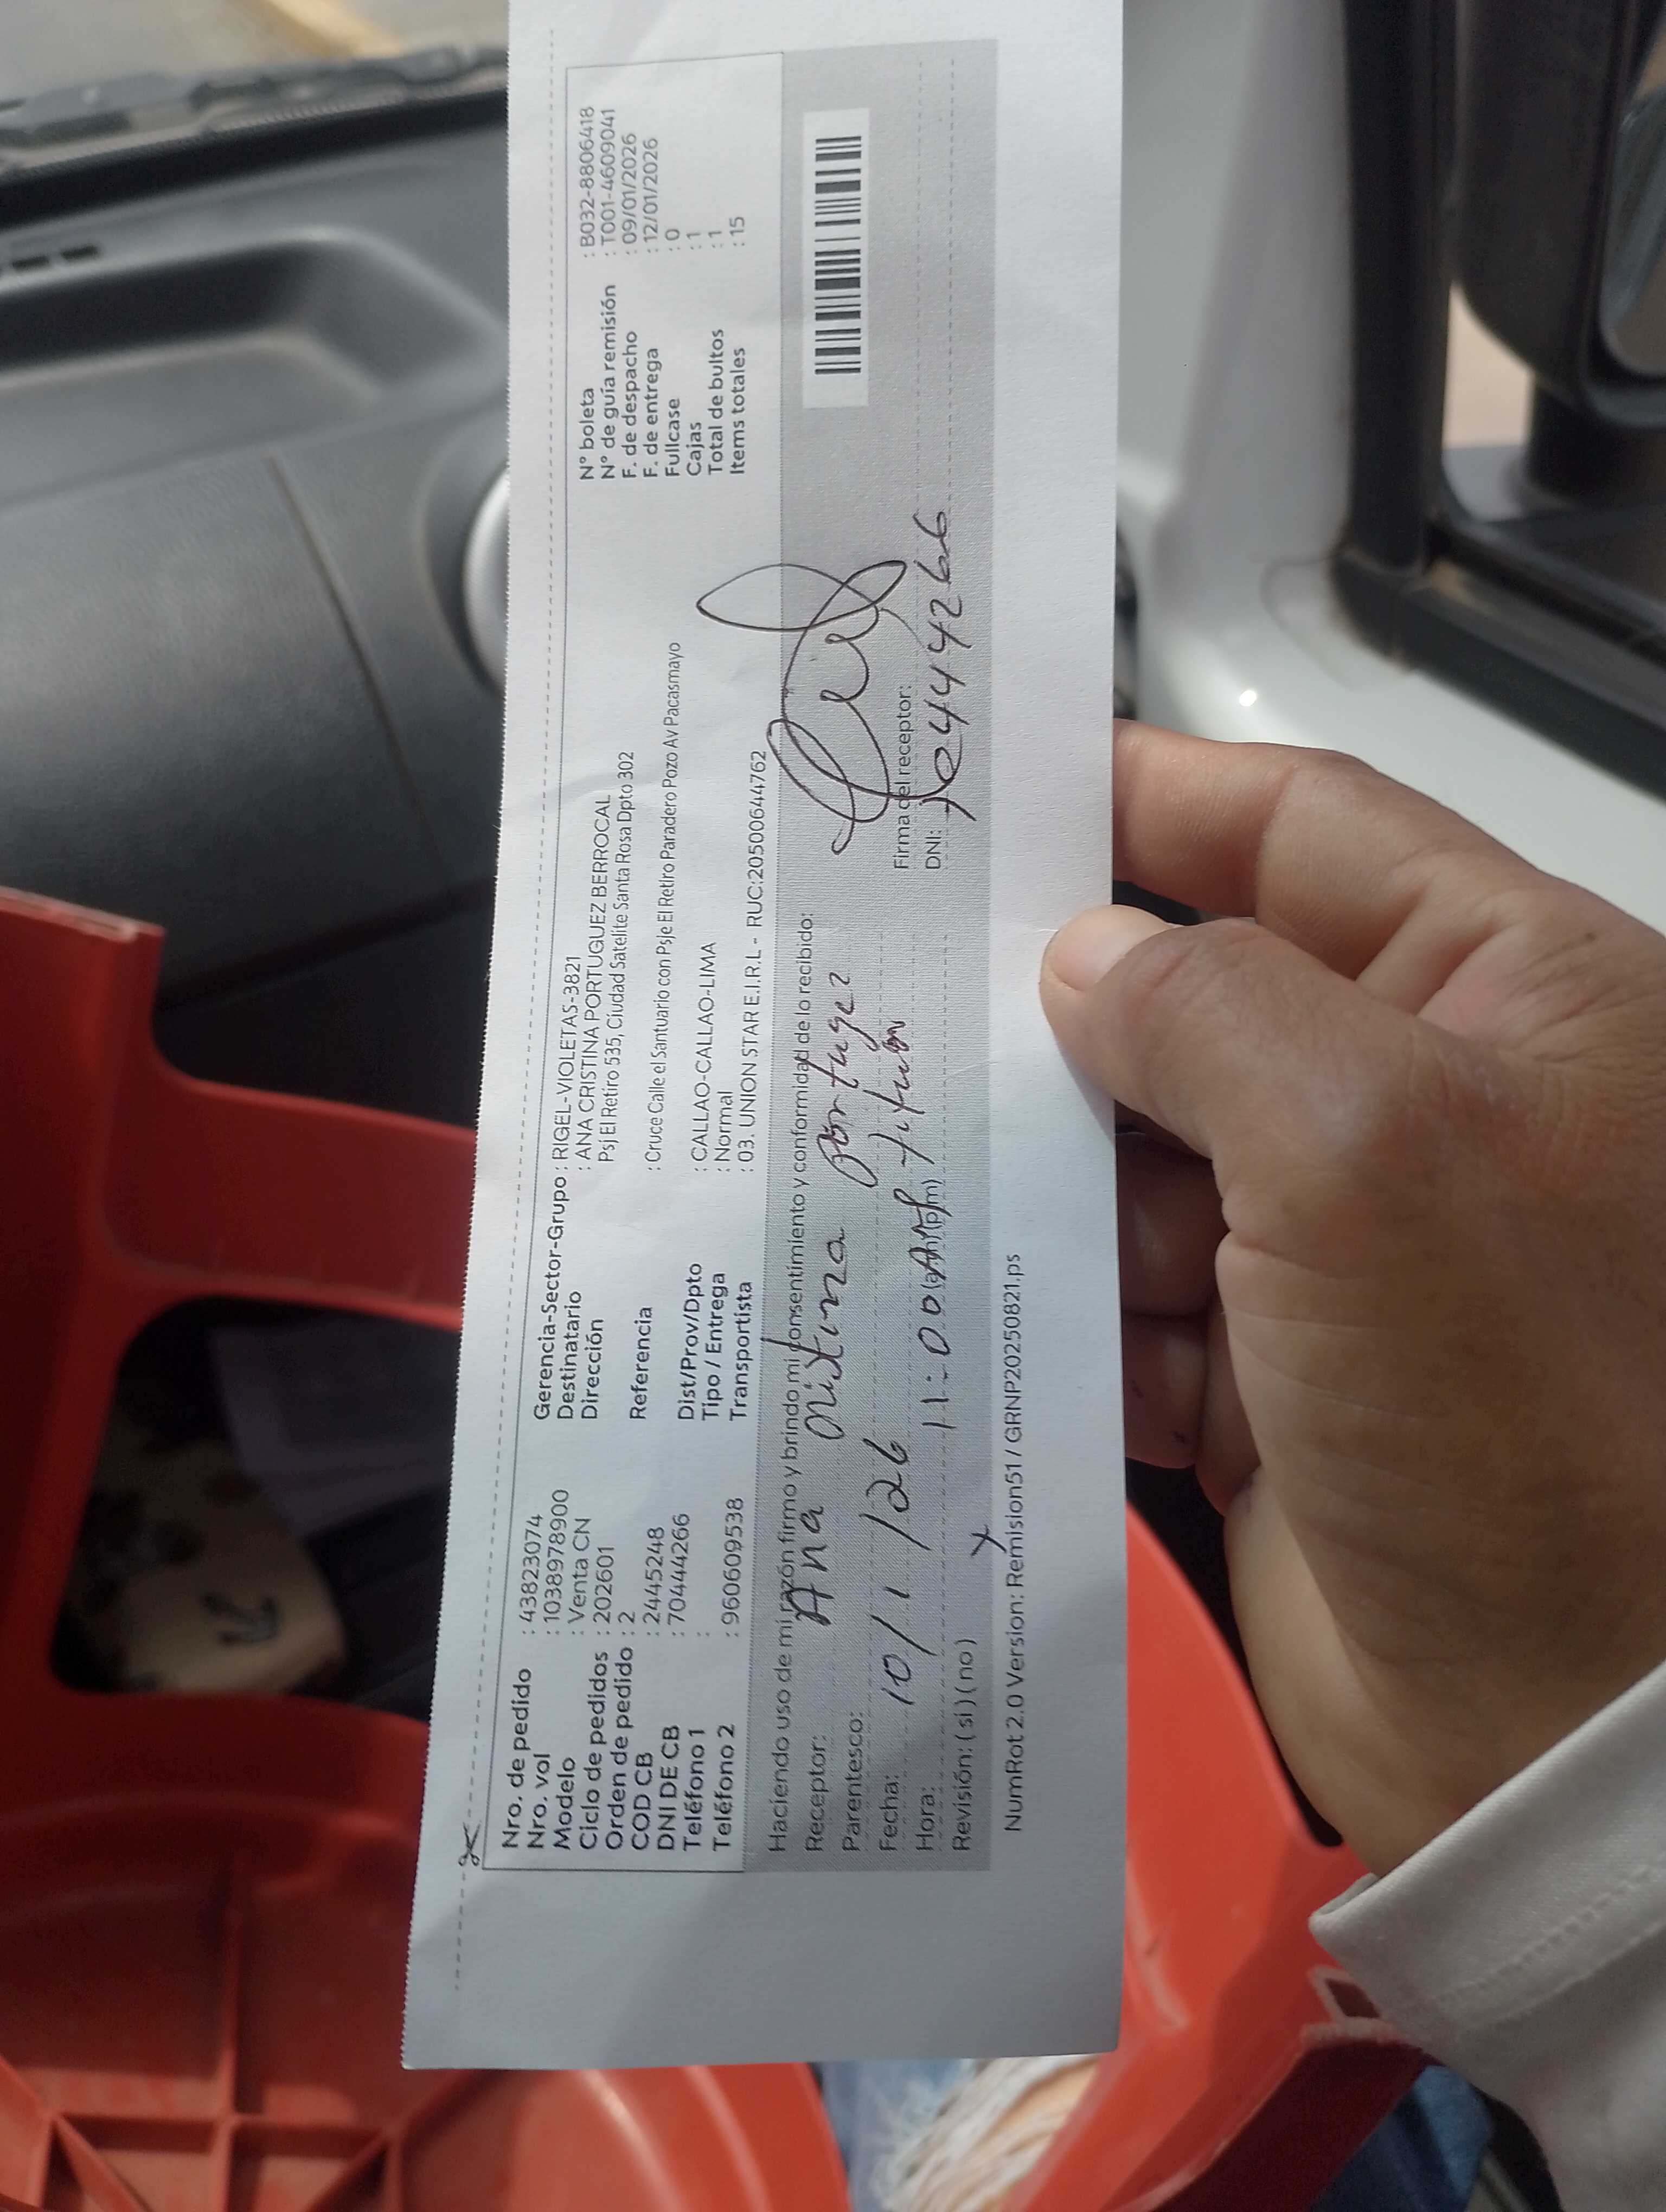 Nro. de pedido : 43823074
Nro. vol : 1038978900
Modelo : Venta CN
Ciclo de pedidos : 202601
Orden de pedido : 2
COD CB : 24445248
DNI DE CB : 70444266
Teléfono 1 :
Teléfono 2 : 960609538
Gerencia-Sector-Grupo : RIGEL-VIOLETAS-3821
Destinatario : ANA CRISTINA PORTUGUEZ BERROCAL
Dirección Psj El Retiro 535, Ciudad Satelite Santa Rosa Dpto 302
Referencia : Cruce Calle el Santuario con Psje El Retiro Paradero Pozo Av Pacasmayo
Dist/Prov/Dpto : CALLAO-CALLAO-LIMA
Tipo / Entrega : Normal
Transportista : 03. UNION STAR E.I.R.L - RUC:20500644762
N° boleta : B032-8806418
N° de guía remisión : T001-4609041
F. de despacho : 09/01/2026
F. de entrega : 12/01/2026
Fullcase : 0
Cajas : 1
Total de bultos : 1
Items totales : 15
Haciendo uso de mi razón firmo y brindo mi consentimiento y conformidad de lo recibido:
Receptor: Ana
Parentesco:
Fecha: 10/1/26
Hora: 11:00 (am) (pm)
Revisión: (si) (no) X
Firma del receptor:
DNI: 70444266
NumRot 2.0 Version: Remision51 / GRNP20250821.ps